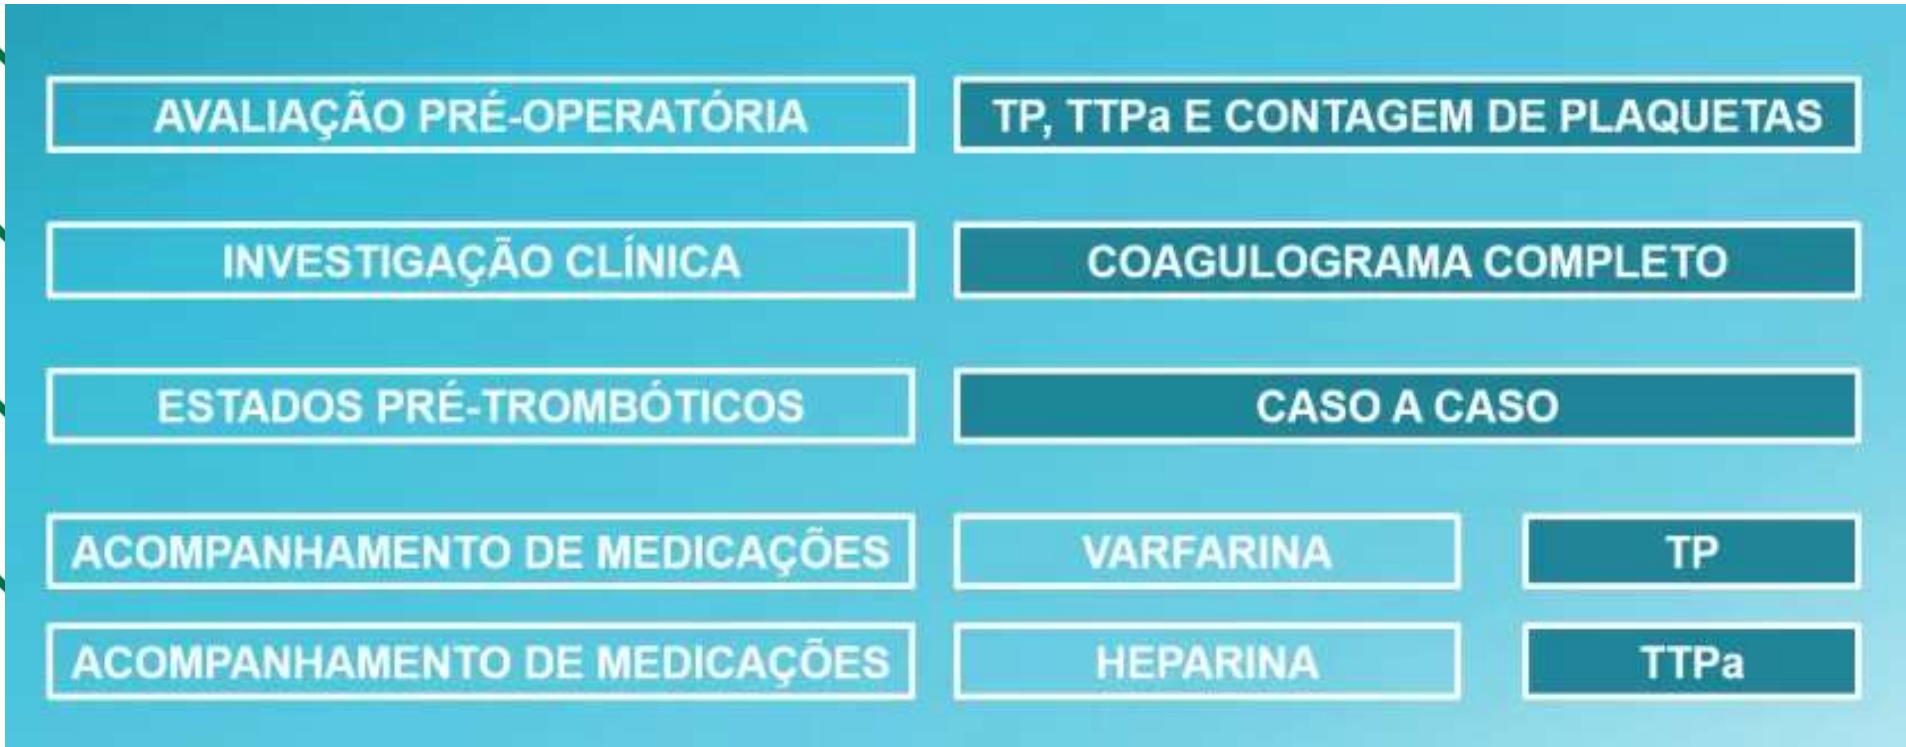 AVALIAÇÃO PRÉ-OPERATÓRIA TP, TTPa E CONTAGEM DE PLAQUETAS
INVESTIGAÇÃO CLÍNICA COAGULOGRAMA COMPLETO
ESTADOS PRÉ-TROMBÓTICOS CASO A CASO
ACOMPANHAMENTO DE MEDICAÇÕES VARFARINA TP
ACOMPANHAMENTO DE MEDICAÇÕES HEPARINA TTPa